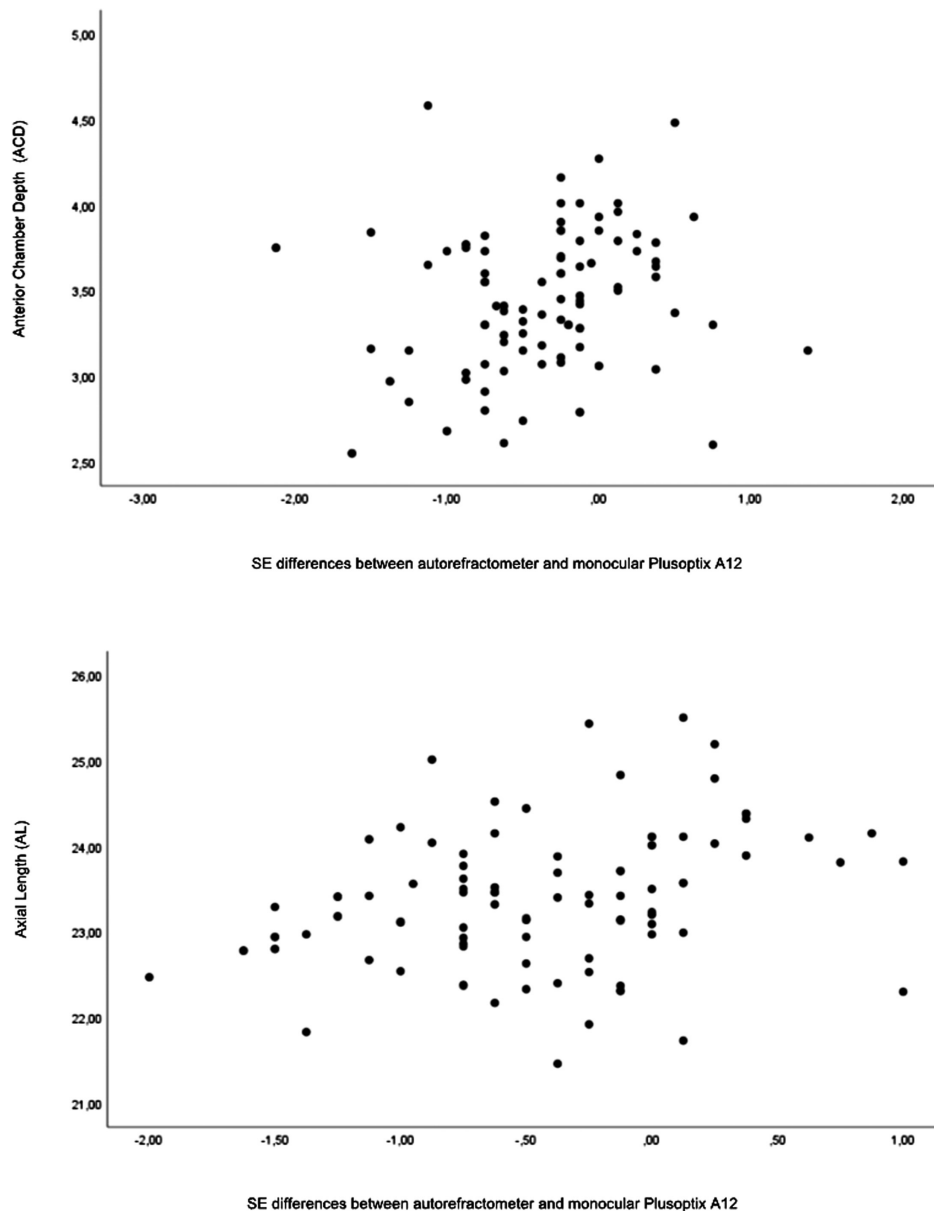 5,00
4,50
Anterior Chamber Depth (ACD)
4,00
3,50
3,00
2,50
-3,00 -2,00 -1,00 ,00 1,00 2,00
SE differences between autorefractometer and monocular Plusoptix A12
26,00
25,00
Axial Length (AL)
24,00
23,00
22,00
21,00
-2,00 -1,50 -1,00 -,50 ,00 ,50 1,00
SE differences between autorefractometer and monocular Plusoptix A12